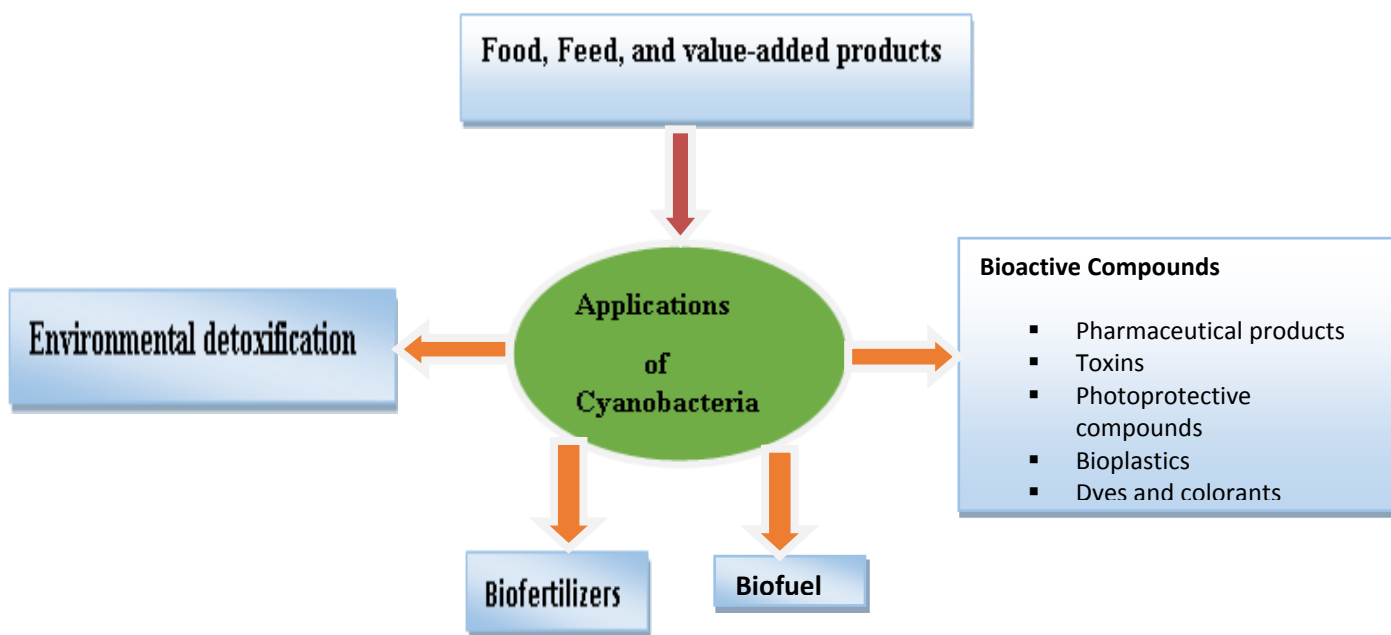 Food, Feed, and value-added products
Environmental detoxification
Applications
of
Cyanobacteria
Bioactive Compounds
▪ Pharmaceutical products
▪ Toxins
▪ Photoprotective
compounds
▪ Bioplastics
▪ Dyes and colorants
Biofertilizers
Biofuel